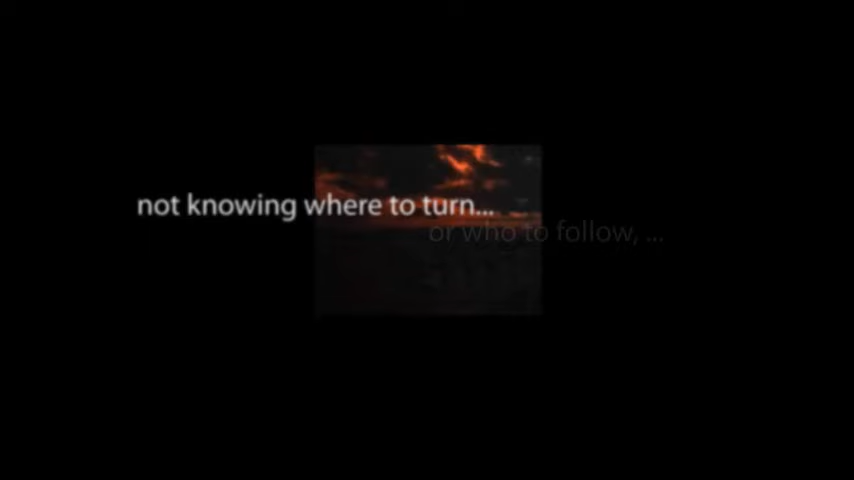 not knowing where to turn...
or who to follow, ...